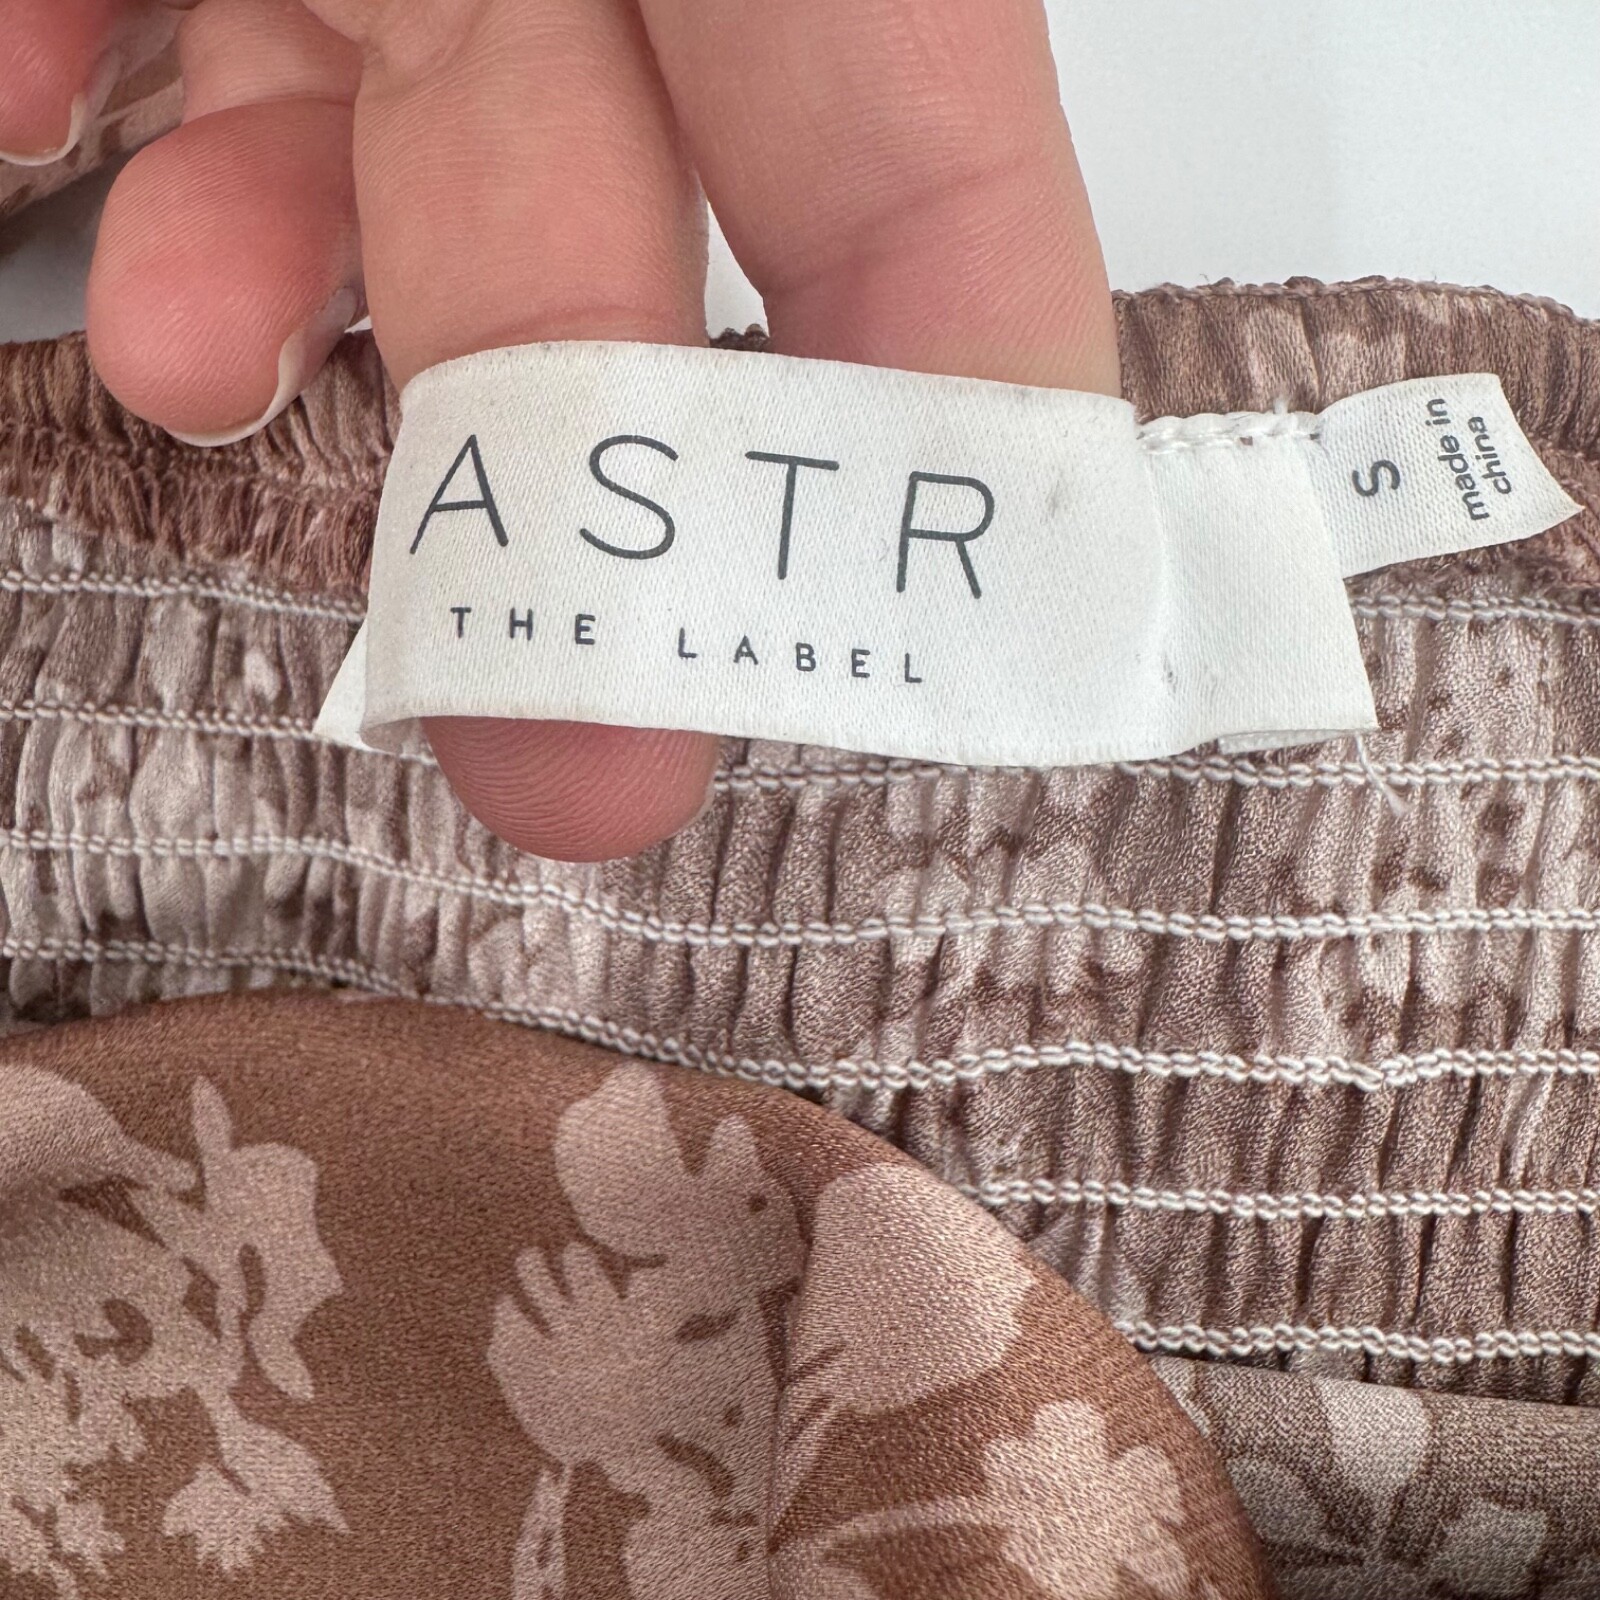 ASTR
THE LABEL
S
made in
china